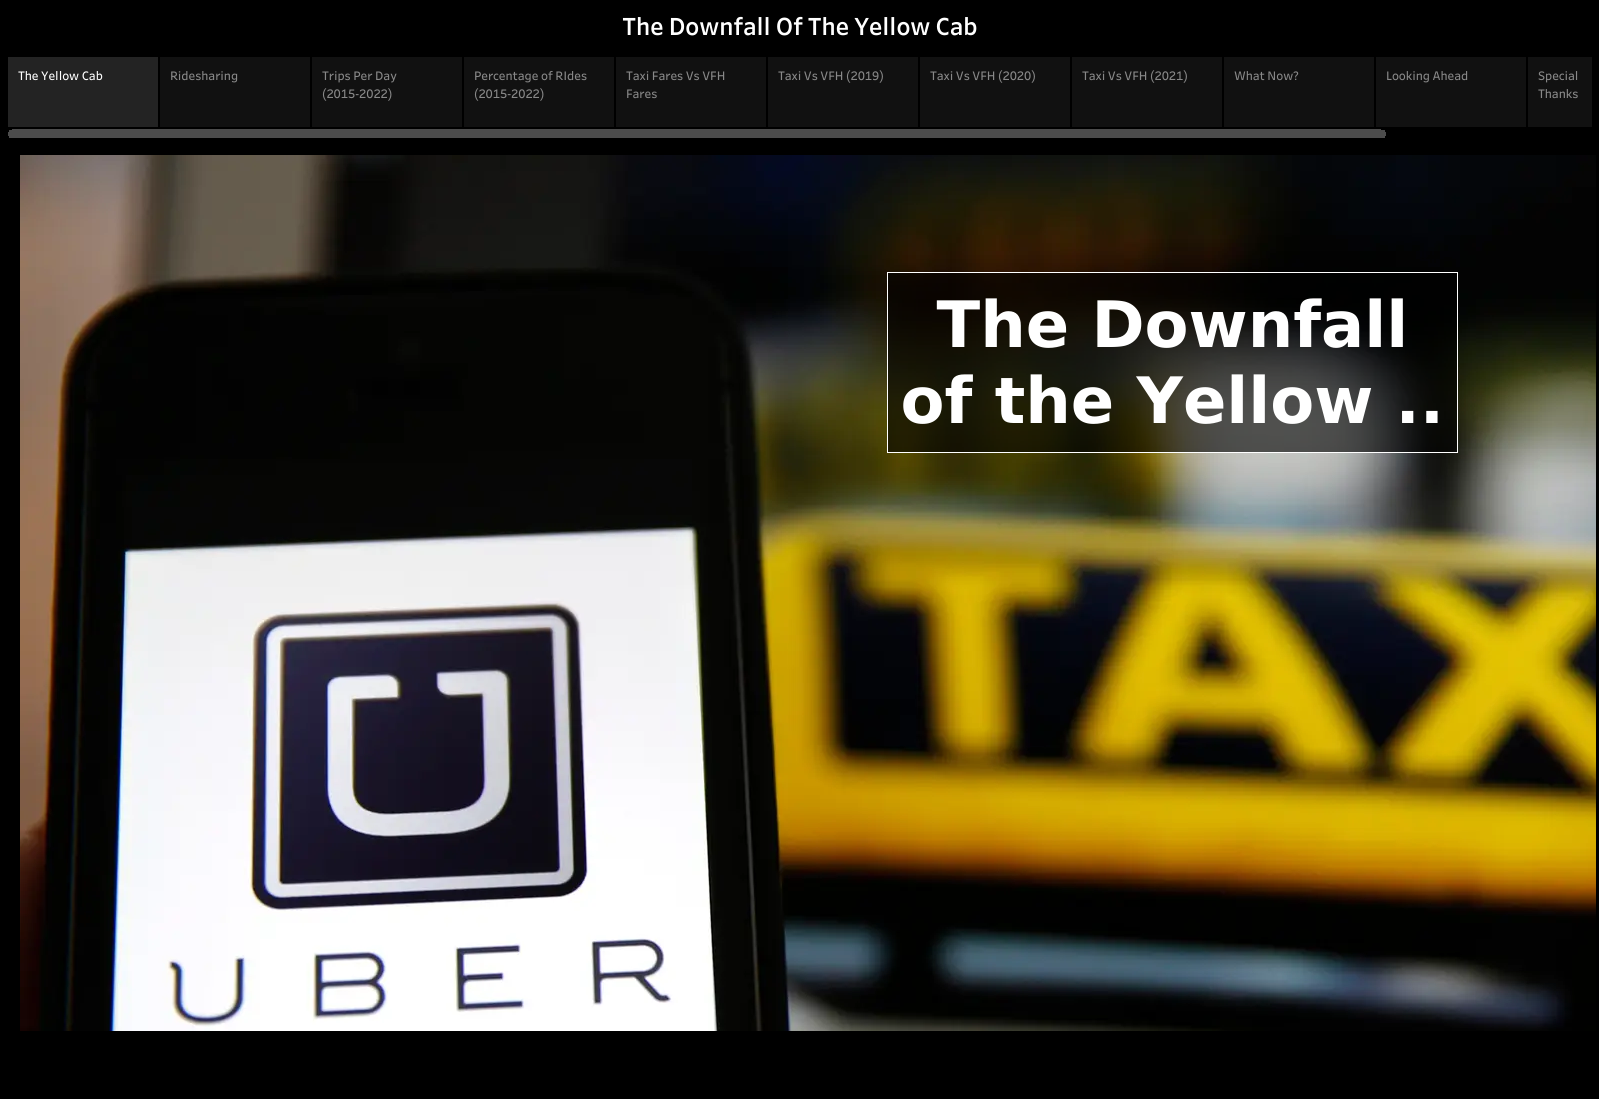 The Downfall Of The Yellow Cab
The Yellow Cab
Ridesharing
Trips Per Day
(2015-2022)
Percentage of RIdes
(2015-2022)
Taxi Fares Vs VFH
Fares
Taxi Vs VFH (2019)
Taxi Vs VFH (2020)
Taxi Vs VFH (2021)
What Now?
Looking Ahead
Special
Thanks
The Downfall
of the Yellow ..
TAX
U
UBER